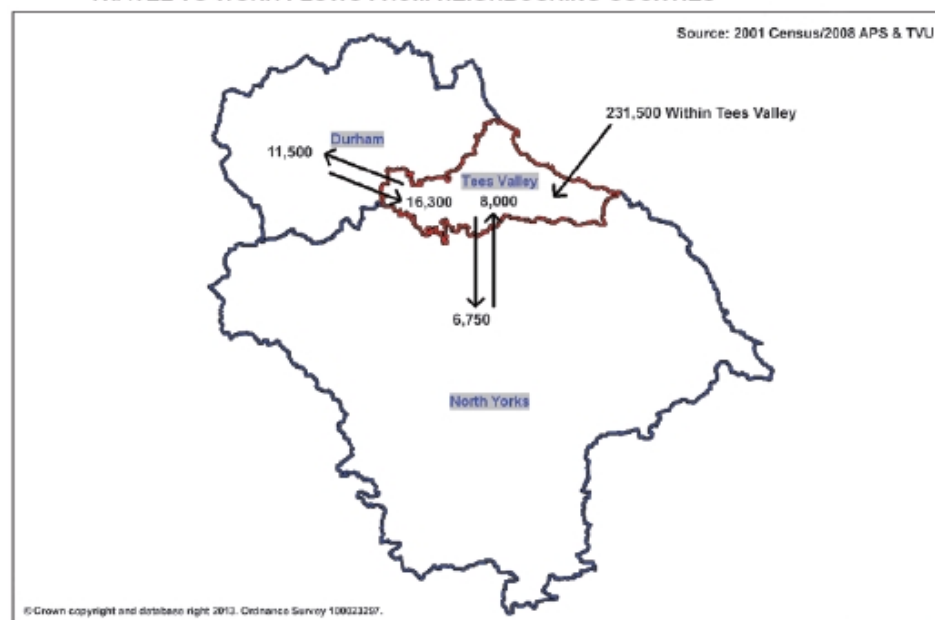 Source: 2001 Census/2008 APS & TVU
231,500 Within Tees Valley
Durham
11,500
Tees Valley
16,300 8,000
6,750
North Yorks
© Crown copyright and database right 2013. Ordnance Survey 100023297.